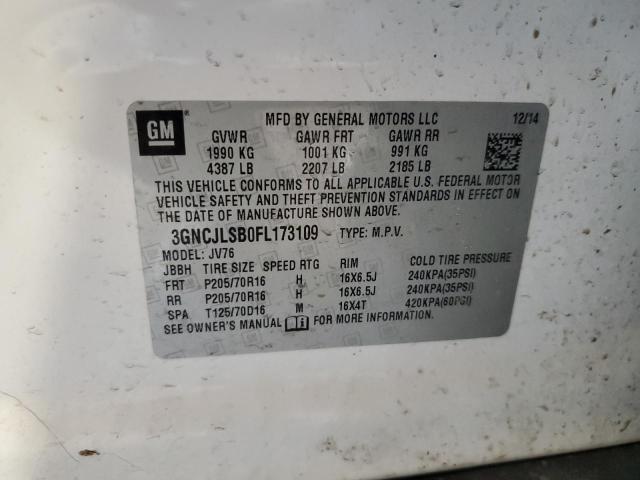 GM
MFD BY GENERAL MOTORS LLC 12/14
GVWR GAWR FRT GAWR RR
1990 KG 1001 KG 991 KG
4387 LB 2207 LB 2185 LB
THIS VEHICLE CONFORMS TO ALL APPLICABLE U.S. FEDERAL MOTOR
VEHICLE SAFETY AND THEFT PREVENTION STANDARDS IN EFFECT ON
THE DATE OF MANUFACTURE SHOWN ABOVE.
3GNCJLSB0FL173109 TYPE: M.P.V.
MODEL: JV76
JBBH TIRE SIZE SPEED RTG RIM COLD TIRE PRESSURE
FRT P205/70R16 H 16X6.5J 240KPA(35PSI)
RR P205/70R16 H 16X6.5J 240KPA(35PSI)
SPA T125/70D16 M 16X4T 420KPA(60PSI)
SEE OWNER'S MANUAL FOR MORE INFORMATION.